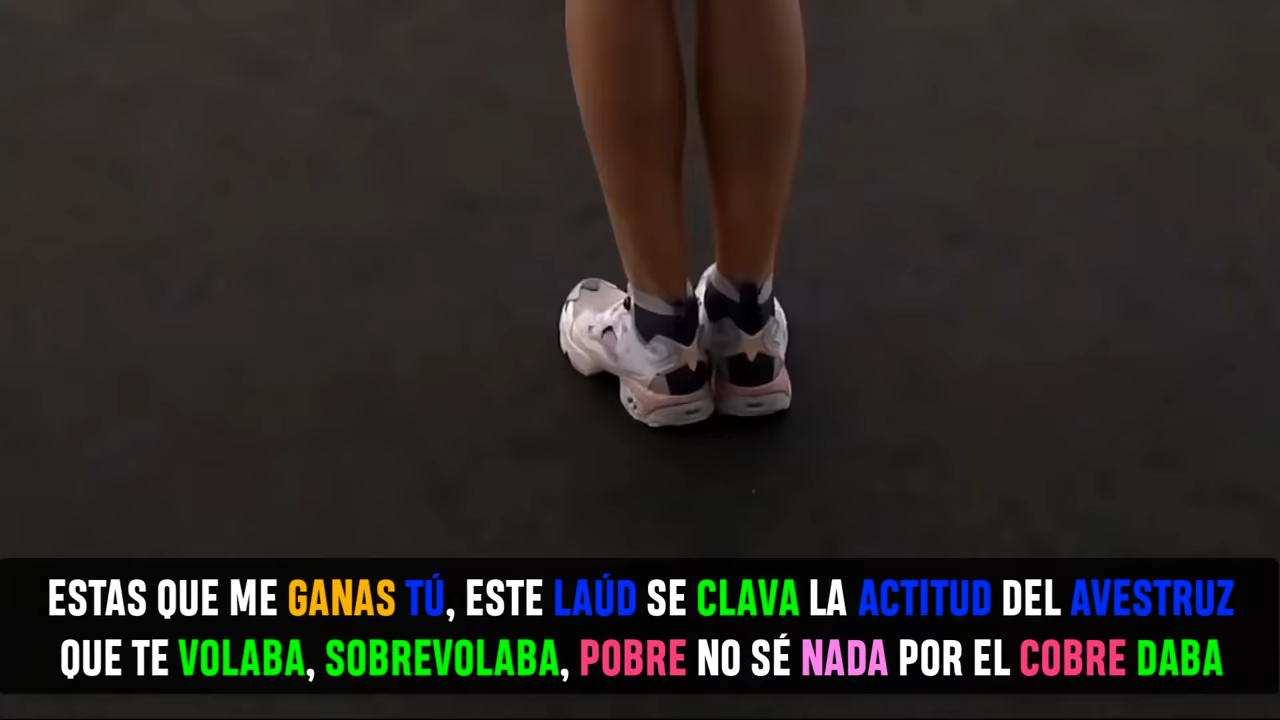 ESTAS QUE ME GANAS TÚ, ESTE LAÚD SE CLAVA LA ACTITUD DEL AVESTRUZ
QUE TE VOLABA, SOBREVOLABA, POBRE NO SÉ NADA POR EL COBRE DABA